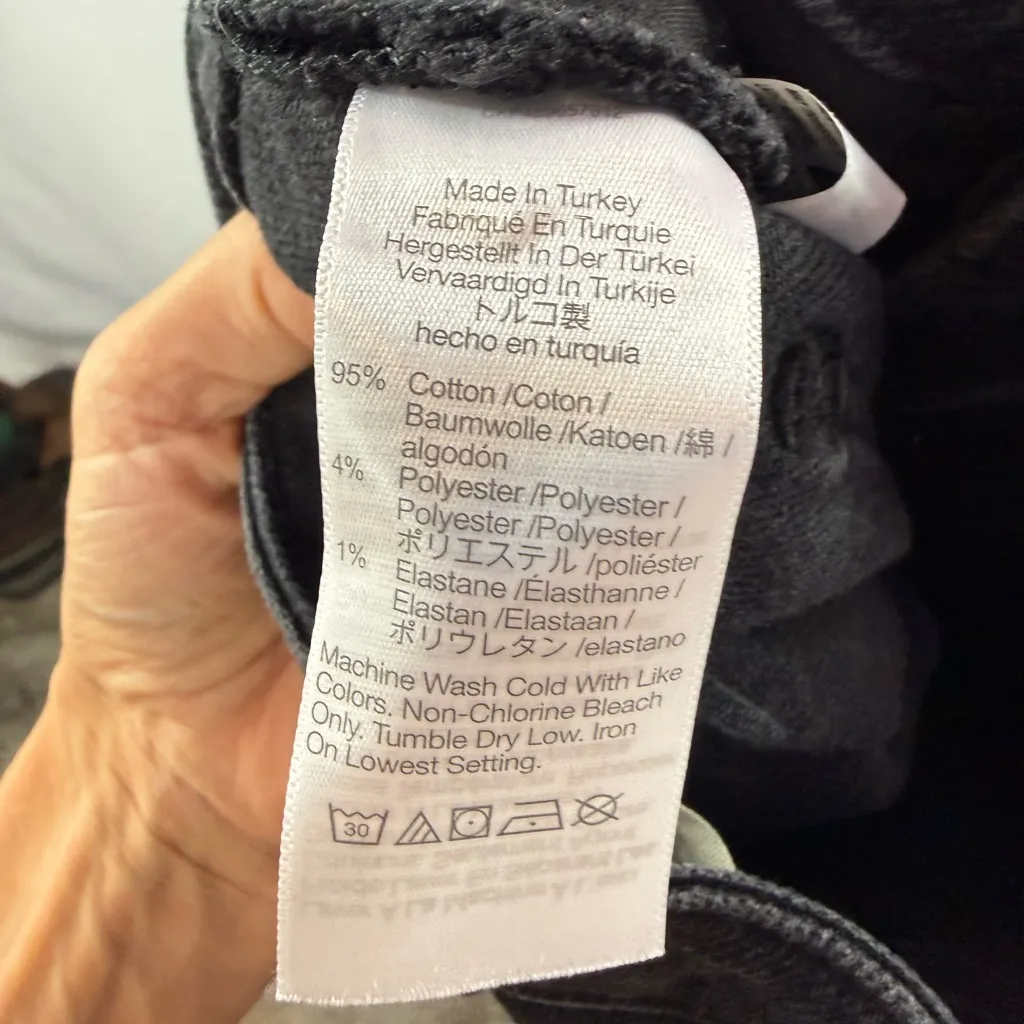 Made In Turkey
Fabriqué En Turquie
Hergestellt In Der Türkei
Vervaardigd In Turkije
トルコ製
hecho en turquía
95% Cotton /Coton /
Baumwolle /Katoen /綿 /
algodón
4% Polyester /Polyester /
Polyester /Polyester /
ポリエステル /poliéster
1% Elastane /Élasthanne /
Elastan /Elastaan /
ポリウレタン /elastano
Machine Wash Cold With Like
Colors. Non-Chlorine Bleach
Only. Tumble Dry Low. Iron
On Lowest Setting.
30